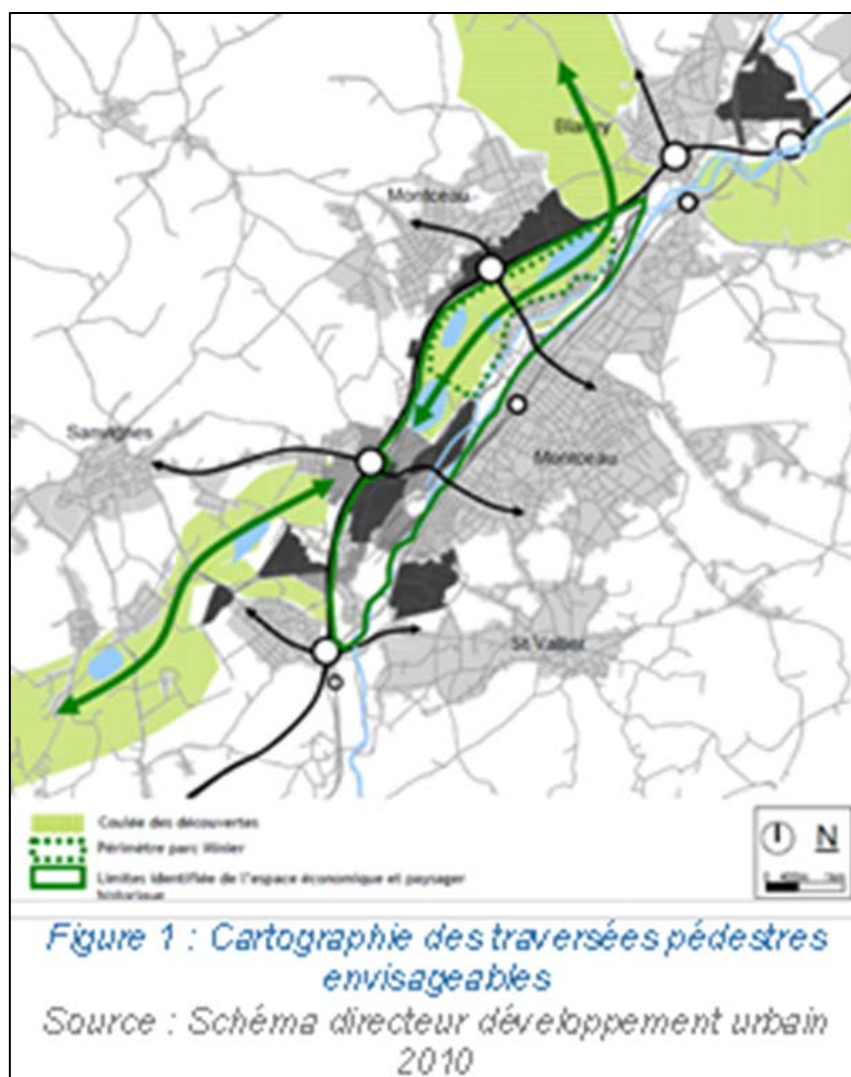 Blanzy
Montceau
Sanvignes
Montceau
St Vallier
Coulée des découvertes
Périmètre parc Minier
Limites identifiée de l'espace économique et paysager
historique
N
Figure 1 : Cartographie des traversées pédestres
envisageables
Source : Schéma directeur développement urbain
2010